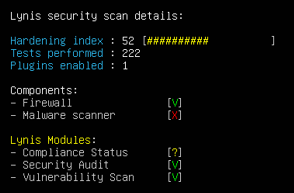 Lynis security scan details:
Hardening index : 52 [########## ]
Tests performed : 222
Plugins enabled : 1
Components:
- Firewall [V]
- Malware scanner [X]
Lynis Modules:
- Compliance Status [?]
- Security Audit [V]
- Vulnerability Scan [V]